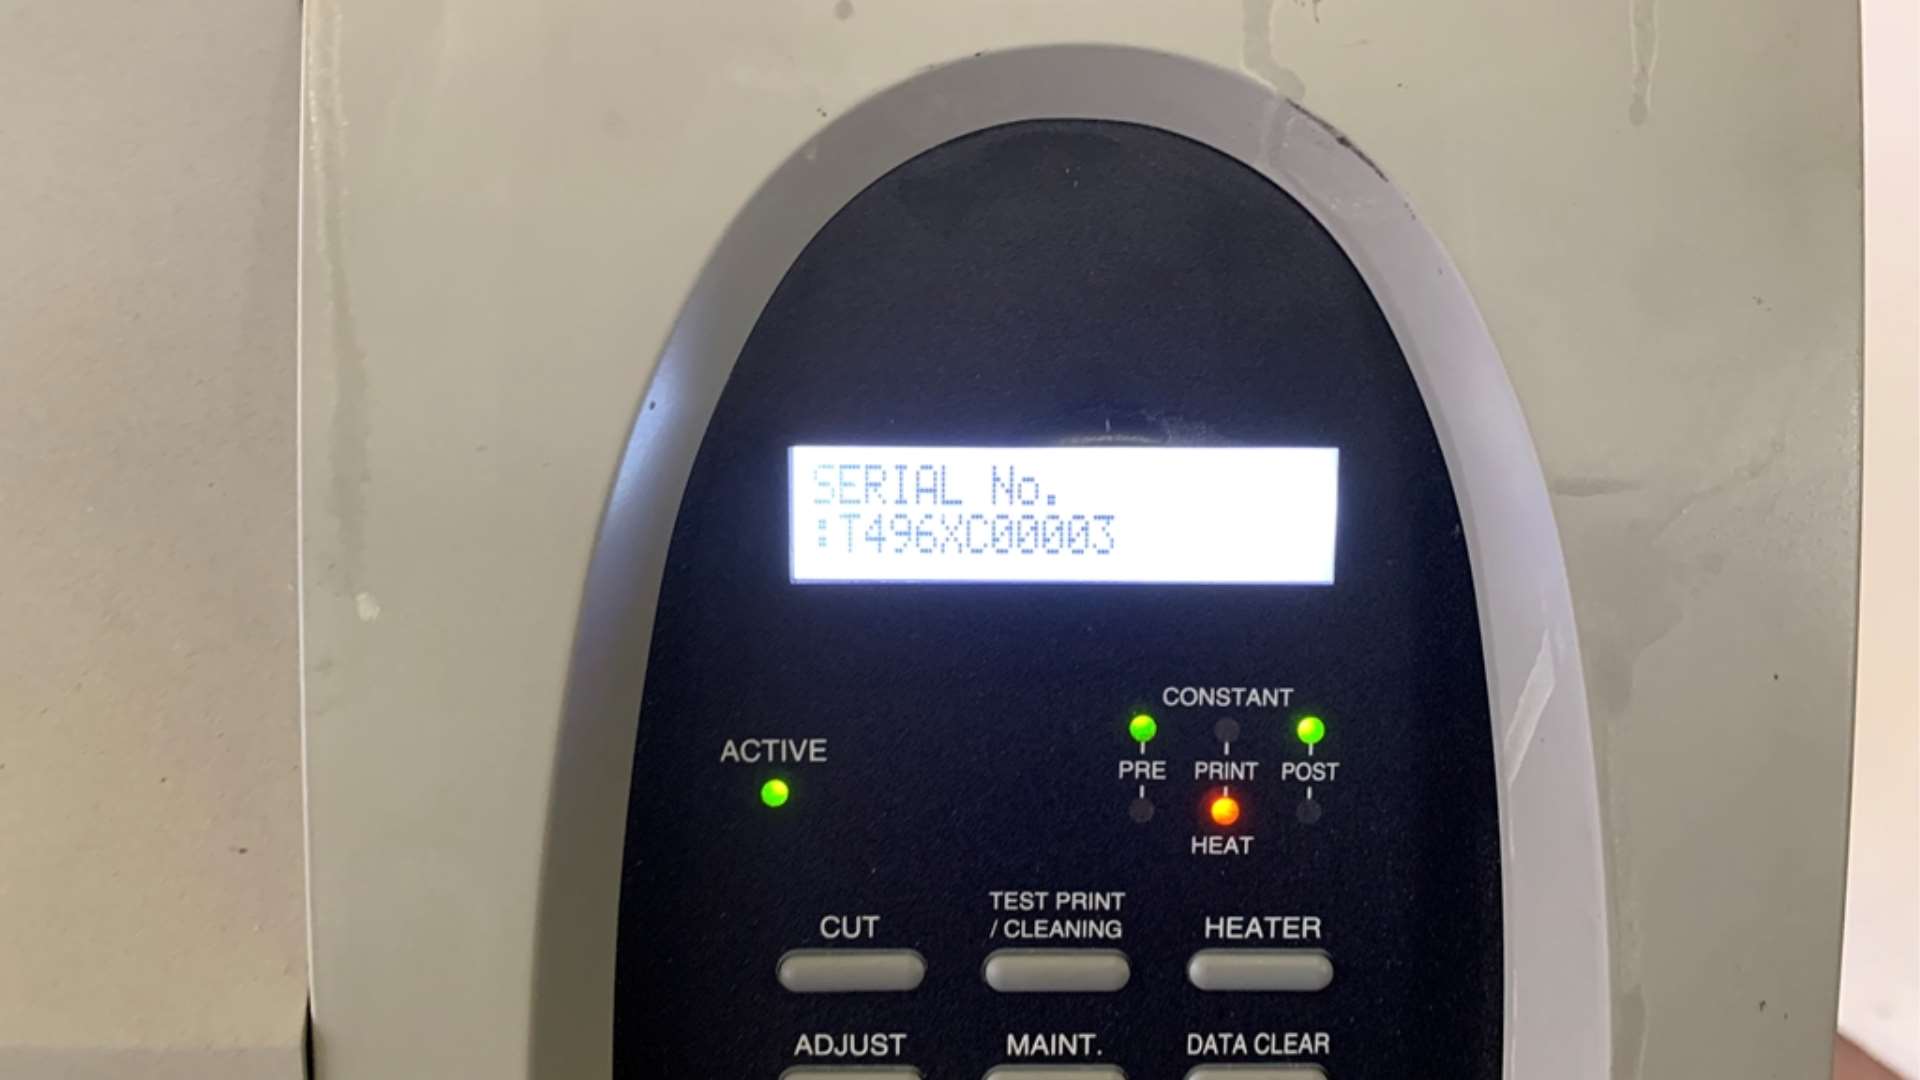 SERIAL No.
:T496XC00003
CONSTANT
ACTIVE
PRE PRINT POST
HEAT
CUT
TEST PRINT
/ CLEANING
HEATER
ADJUST
MAINT.
DATA CLEAR